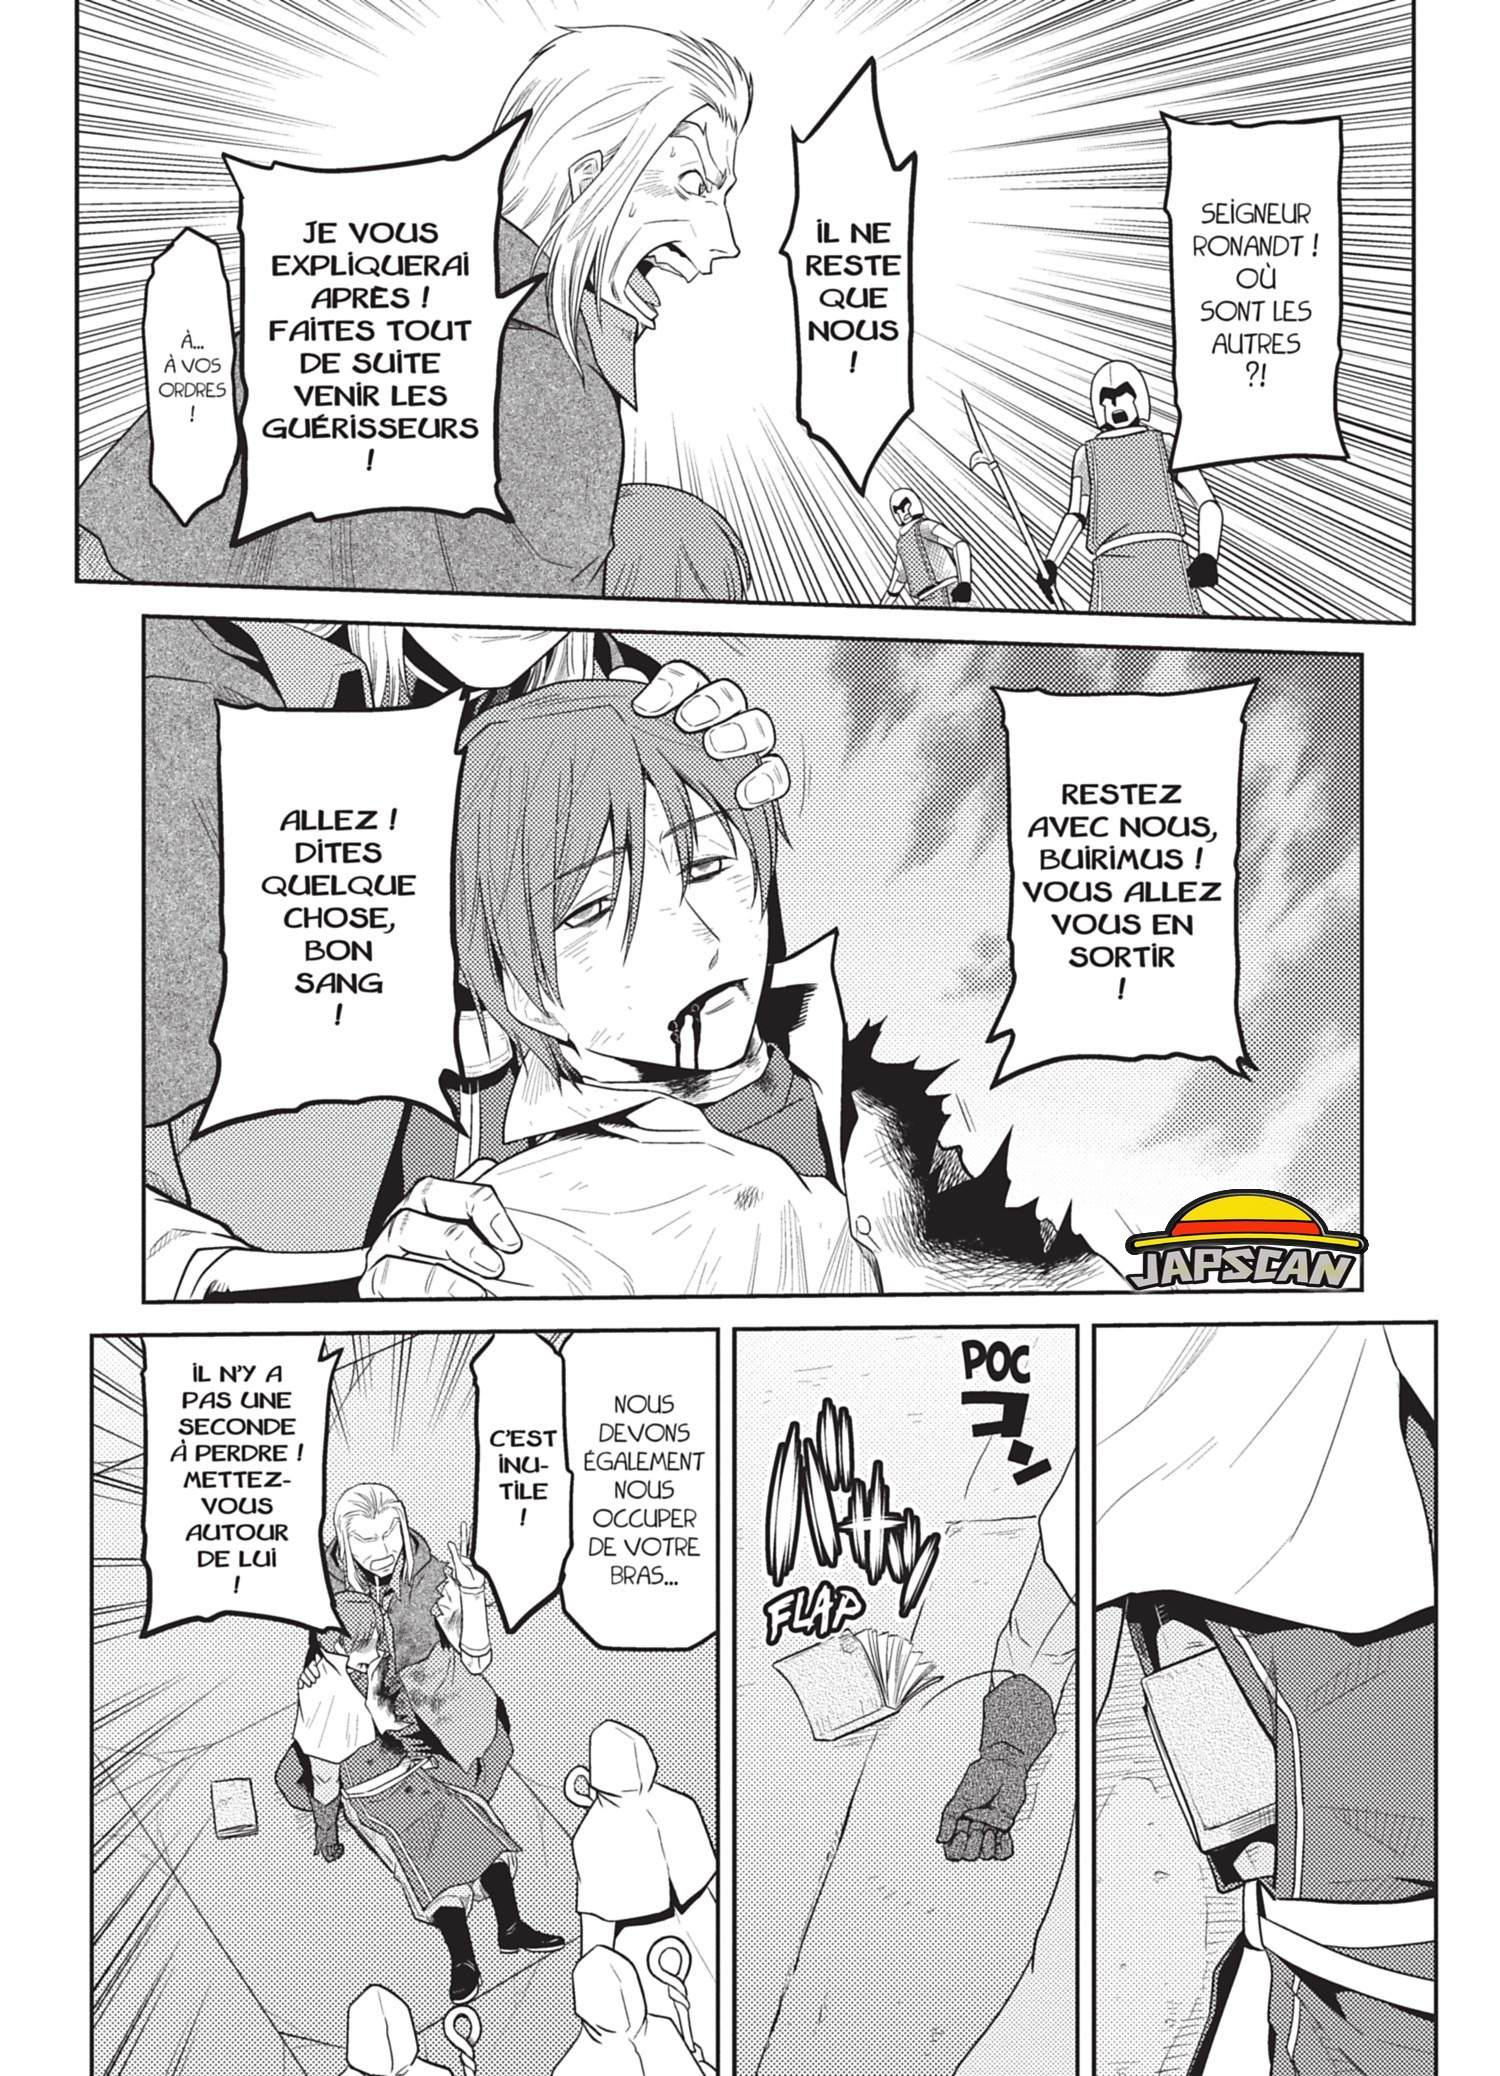 SEIGNEUR
RONANDT !
OÙ
SONT LES
AUTRES
?!
IL NE
RESTE
QUE
NOUS
!
JE VOUS
EXPLIQUERAI
APRÈS !
FAITES TOUT
DE SUITE
VENIR LES
GUÉRISSEURS
!
À...
À VOS
ORDRES
!
RESTEZ
AVEC NOUS,
BUIRIMUS !
VOUS ALLEZ
VOUS EN
SORTIR
!
ALLEZ !
DITES
QUELQUE
CHOSE,
BON
SANG
!
JAPSCAN
POC
コン
バサッ
FLAP
NOUS
DEVONS
ÉGALEMENT
NOUS
OCCUPER
DE VOTRE
BRAS...
C'EST
INU-
TILE
!
IL N'Y A
PAS UNE
SECONDE
À PERDRE !
METTEZ-
VOUS
AUTOUR
DE LUI
!